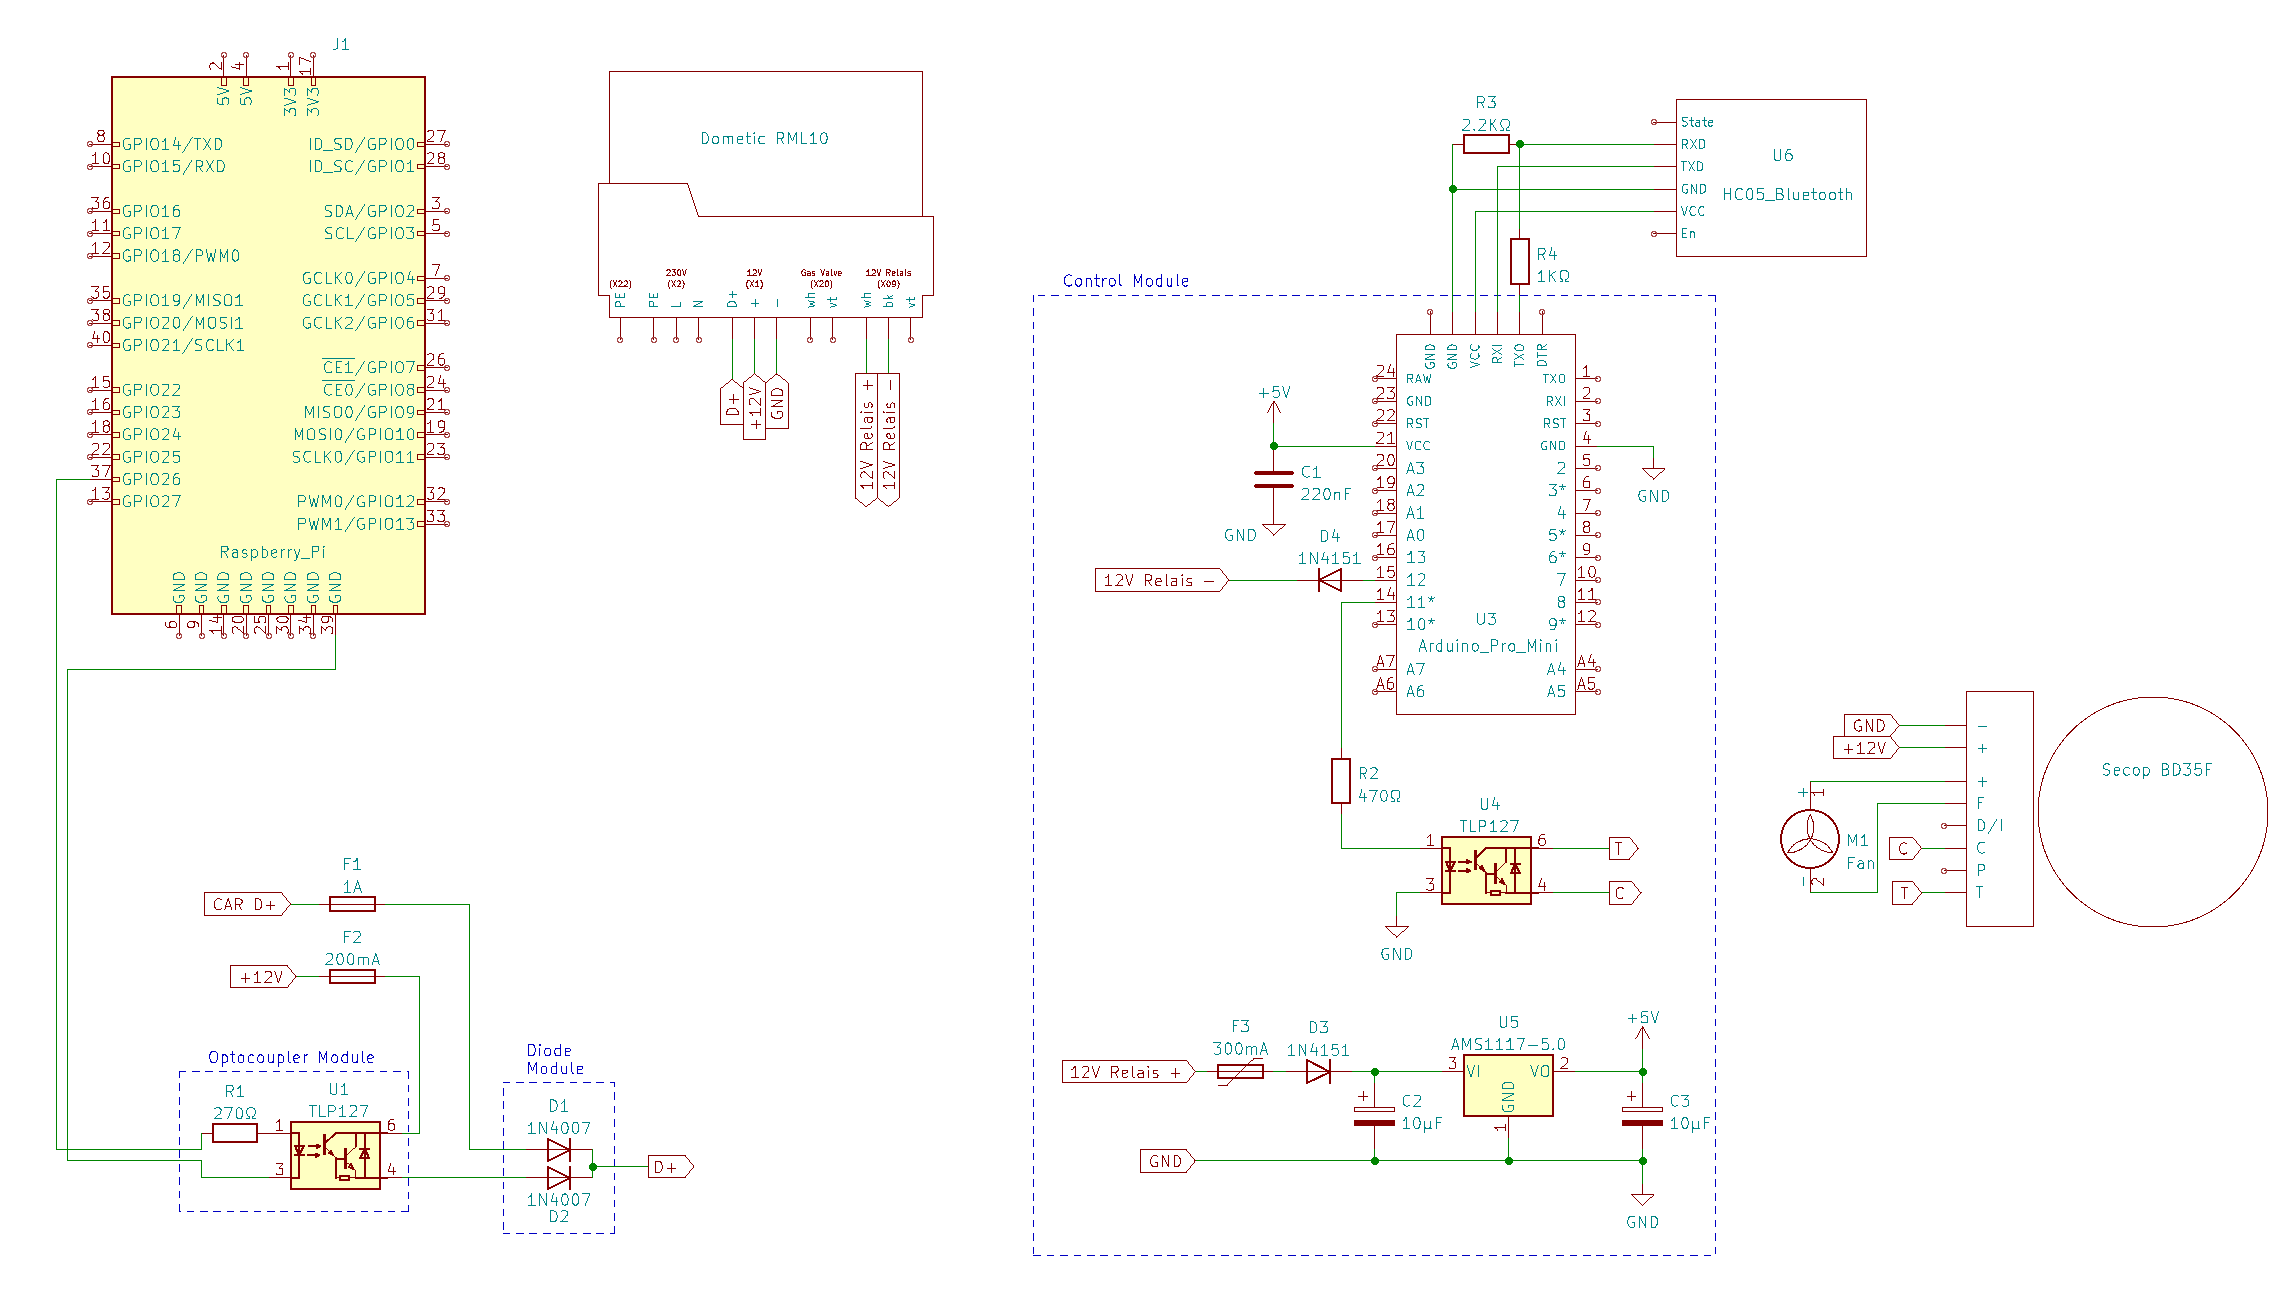 J1
2
4
1
17
5V
5V
3V3
3V3
8
GPIO14/TXD
10
GPIO15/RXD
36
GPIO16
11
GPIO17
12
GPIO18/PWM0
35
GPIO19/MISO1
38
GPIO20/MOSI1
40
GPIO21/SCLK1
15
GPIO22
16
GPIO23
18
GPIO24
22
GPIO25
37
GPIO26
13
GPIO27
ID_SD/GPIO0
27
ID_SC/GPIO1
28
SDA/GPIO2
3
SCL/GPIO3
5
GCLK0/GPIO4
7
GCLK1/GPIO5
29
GCLK2/GPIO6
31
CE1/GPIO7
26
CE0/GPIO8
24
MISO0/GPIO9
21
MOSI0/GPIO10
19
SCLK0/GPIO11
23
PWM0/GPIO12
32
PWM1/GPIO13
33
Raspberry_Pi
GND
GND
GND
GND
GND
GND
GND
GND
6
9
14
20
25
30
34
39
Dometic RML10
(X22)
230V
(X2)
12V
(X1)
Gas Valve
(X20)
12V Relais
(X09)
PE
PE
L
N
D+
+
−
wh
vt
wh
bk
vt
D+
+12V
GND
12V Relais +
12V Relais −
CAR D+
F1
1A
+12V
F2
200mA
Optocoupler Module
R1
270Ω
U1
TLP127
1
3
6
4
Diode
Module
D1
1N4007
1N4007
D2
D+
Control Module
R3
2.2KΩ
R4
1KΩ
State
RXD
TXD
GND
VCC
En
U6
HC05_Bluetooth
GND
GND
VCC
RXI
TXO
DTR
24
RAW
23
GND
22
RST
21
VCC
20
A3
19
A2
18
A1
17
A0
16
13
15
12
14
11*
13
10*
A7
A7
A6
A6
TXO
1
RXI
2
RST
3
GND
4
2
5
3*
6
4
7
5*
8
6*
9
7
10
8
11
9*
12
A4
A4
A5
A5
U3
Arduino_Pro_Mini
GND
+5V
C1
220nF
GND
D4
1N4151
12V Relais −
R2
470Ω
U4
TLP127
1
3
6
4
T
C
GND
12V Relais +
F3
300mA
D3
1N4151
+
C2
10µF
U5
AMS1117-5.0
3
VI
VO
2
GND
1
+5V
+
C3
10µF
GND
GND
GND
+12V
−
+
+
F
D/I
C
P
T
C
T
+
1
−
2
M1
Fan
Secop BD35F